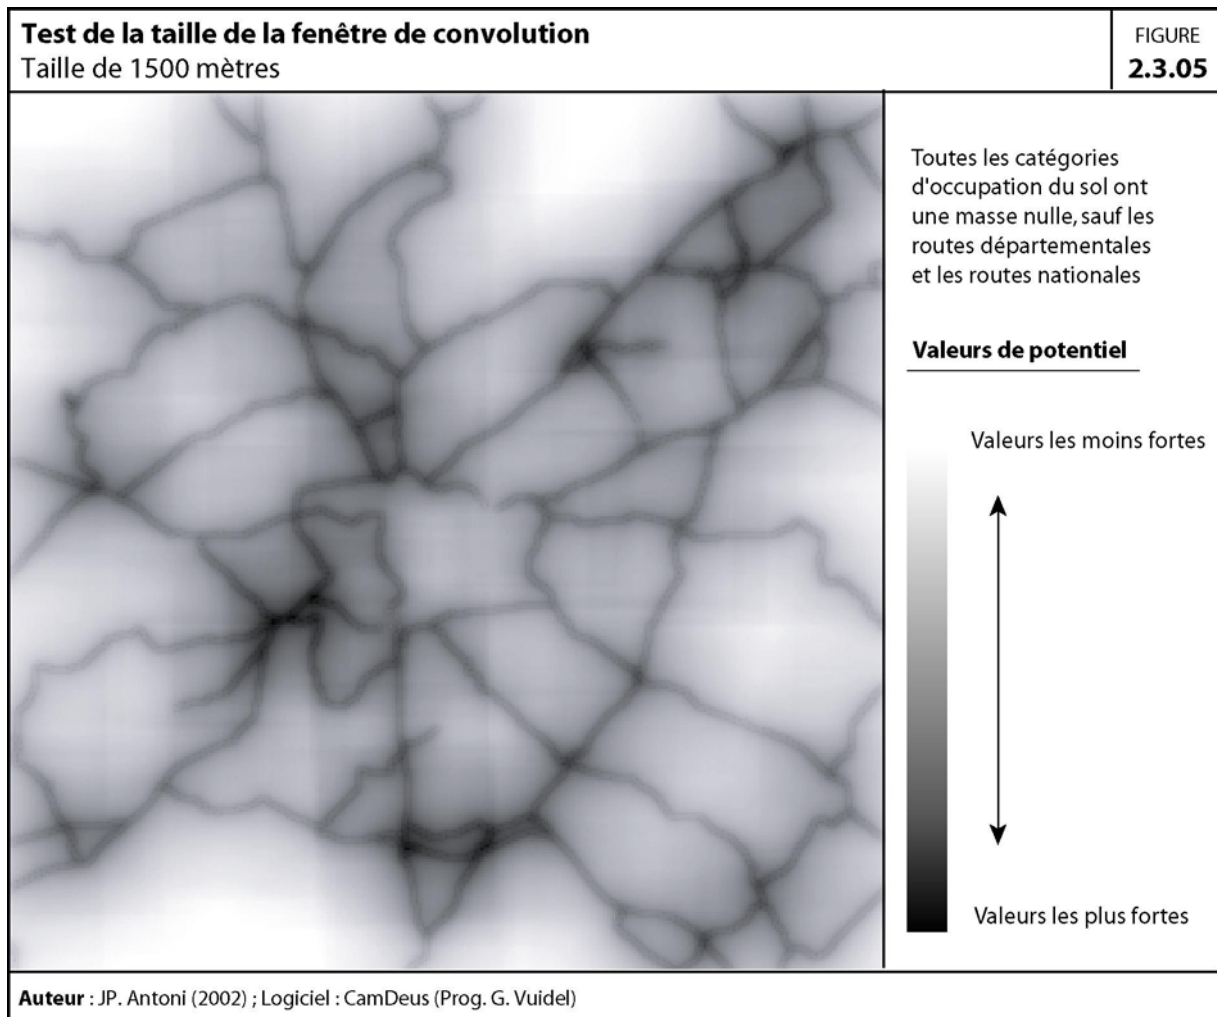 Test de la taille de la fenêtre de convolution
Taille de 1500 mètres
FIGURE
2.3.05
Toutes les catégories
d'occupation du sol ont
une masse nulle, sauf les
routes départementales
et les routes nationales
Valeurs de potentiel
Valeurs les moins fortes
Valeurs les plus fortes
Auteur : JP. Antoni (2002) ; Logiciel : CamDeus (Prog. G. Vuidel)